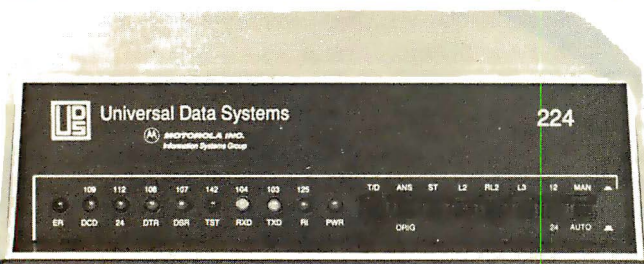 UDS Universal Data Systems 224
M MOTOROLA INC.
Information Systems Group
109 112 108 107 142 104 103 125 T/D ANS ST L2 RL2 L3 12 MAN
ER DCD 24 DTR DSR TST RXD TXD RI PWR ORIG 24 AUTO